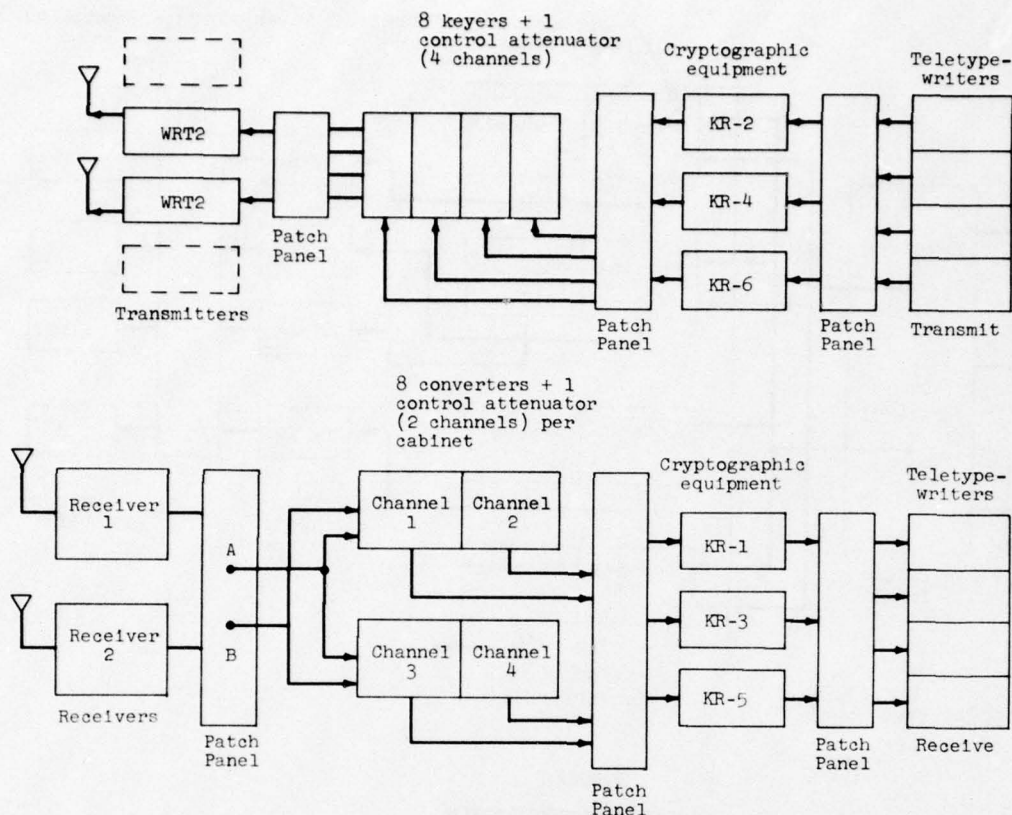 8 keyers + 1
control attenuator
(4 channels)
Cryptographic
equipment
Teletype-
writers
WRT2
WRT2
Transmitters
Patch
Panel
KR-2
KR-4
KR-6
Patch
Panel
Patch
Panel
Transmit
8 converters + 1
control attenuator
(2 channels) per
cabinet
Cryptographic
equipment
Teletype-
writers
Receiver
1
Receiver
2
Receivers
A
B
Patch
Panel
Channel
1
Channel
2
Channel
3
Channel
4
Patch
Panel
KR-1
KR-3
KR-5
Patch
Panel
Receive